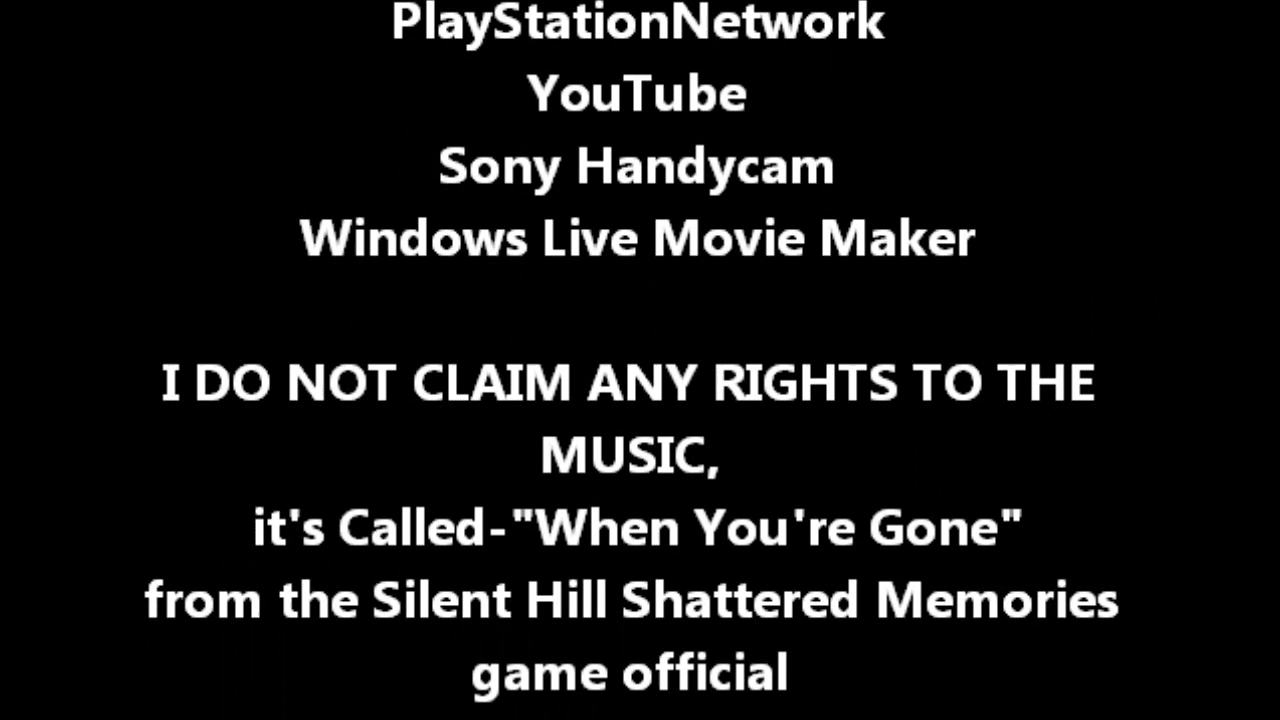 PlayStationNetwork
YouTube
Sony Handycam
Windows Live Movie Maker
I DO NOT CLAIM ANY RIGHTS TO THE
MUSIC,
it's Called-"When You're Gone"
from the Silent Hill Shattered Memories
game official